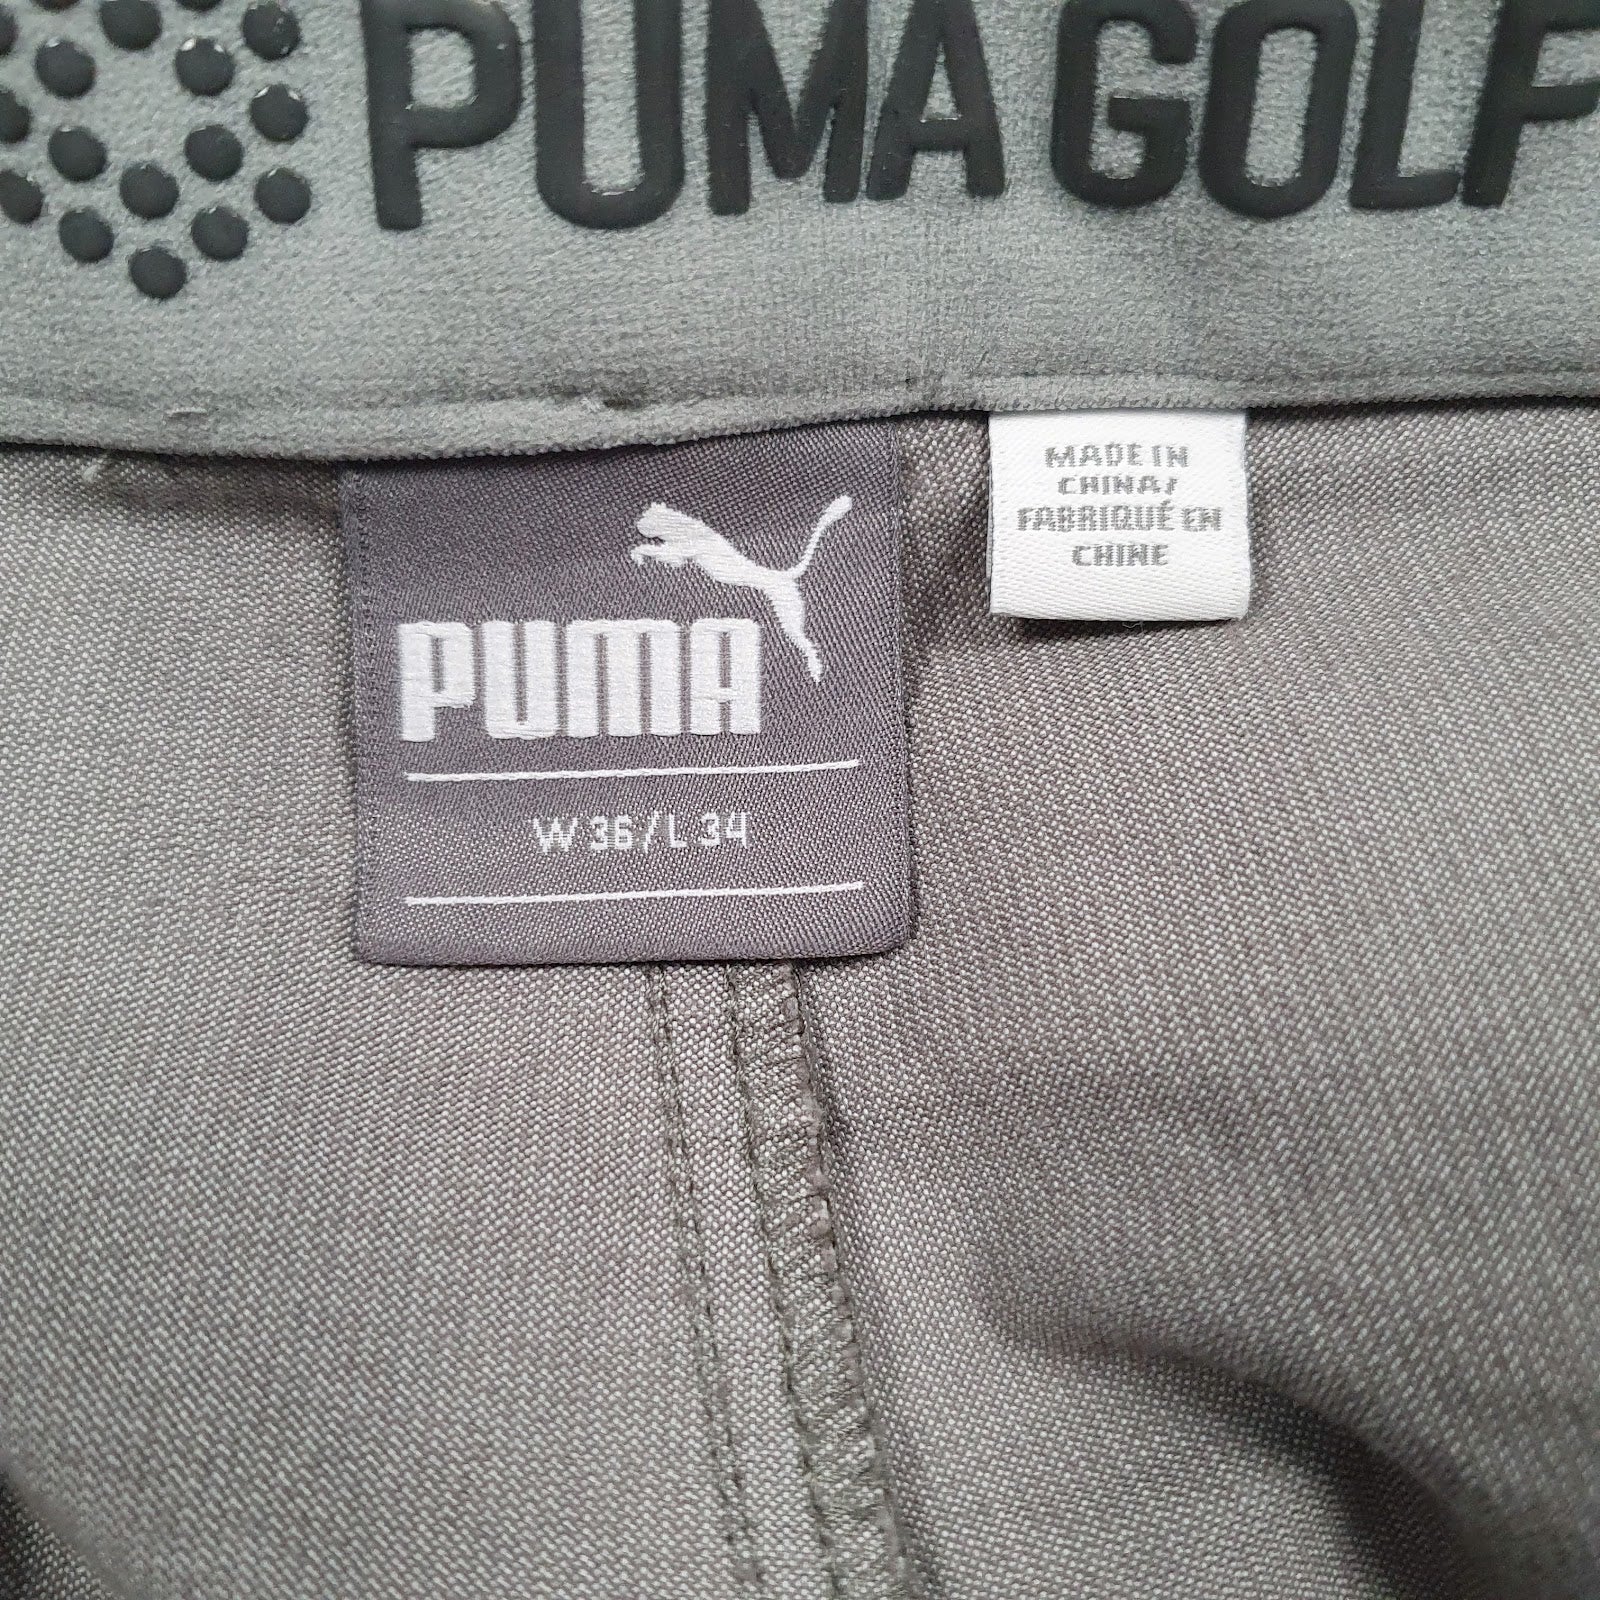 PUMA GOLF
PUMA
W 36 / L 34
MADE IN
CHINA/
FABRIQUÉ EN
CHINE